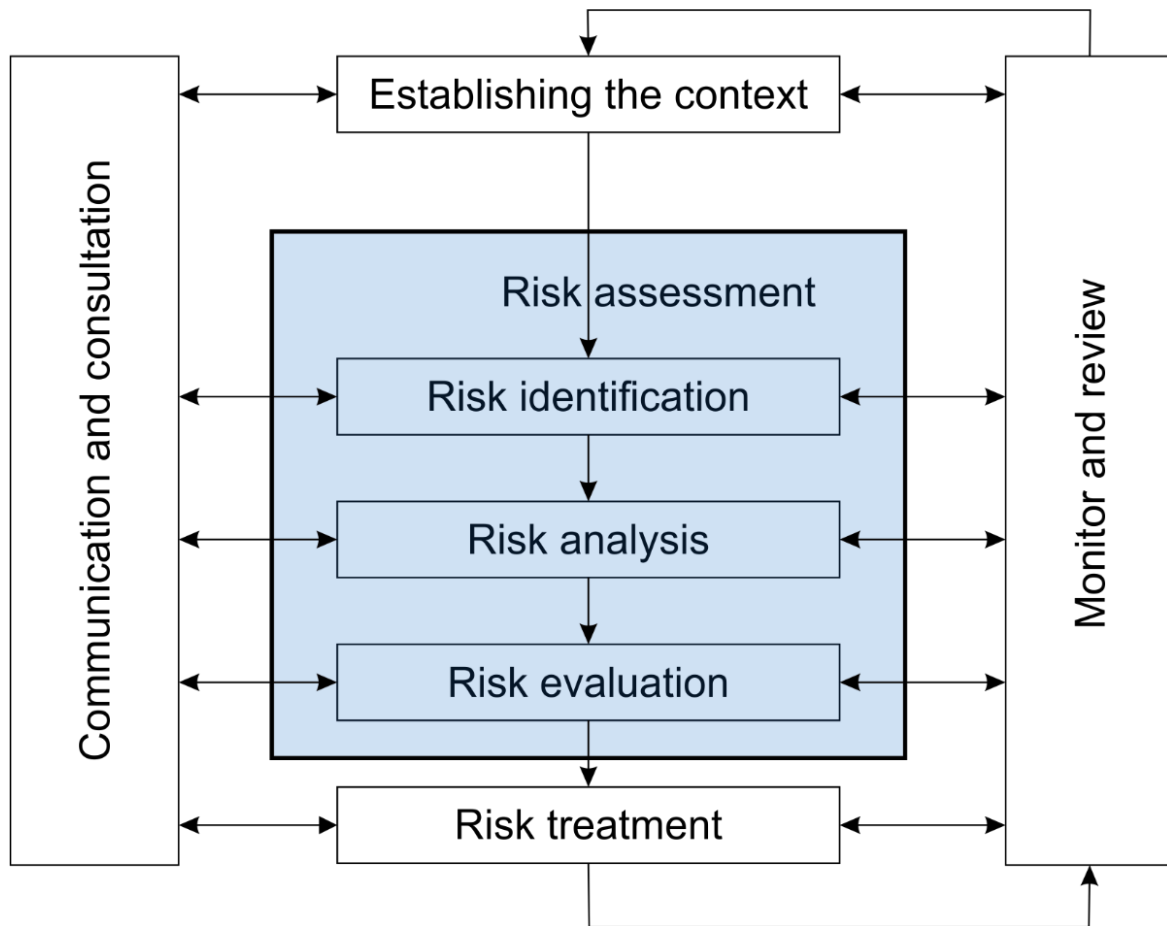 Establishing the context
Communication and consultation
Risk assessment
Risk identification
Risk analysis
Risk evaluation
Risk treatment
Monitor and review